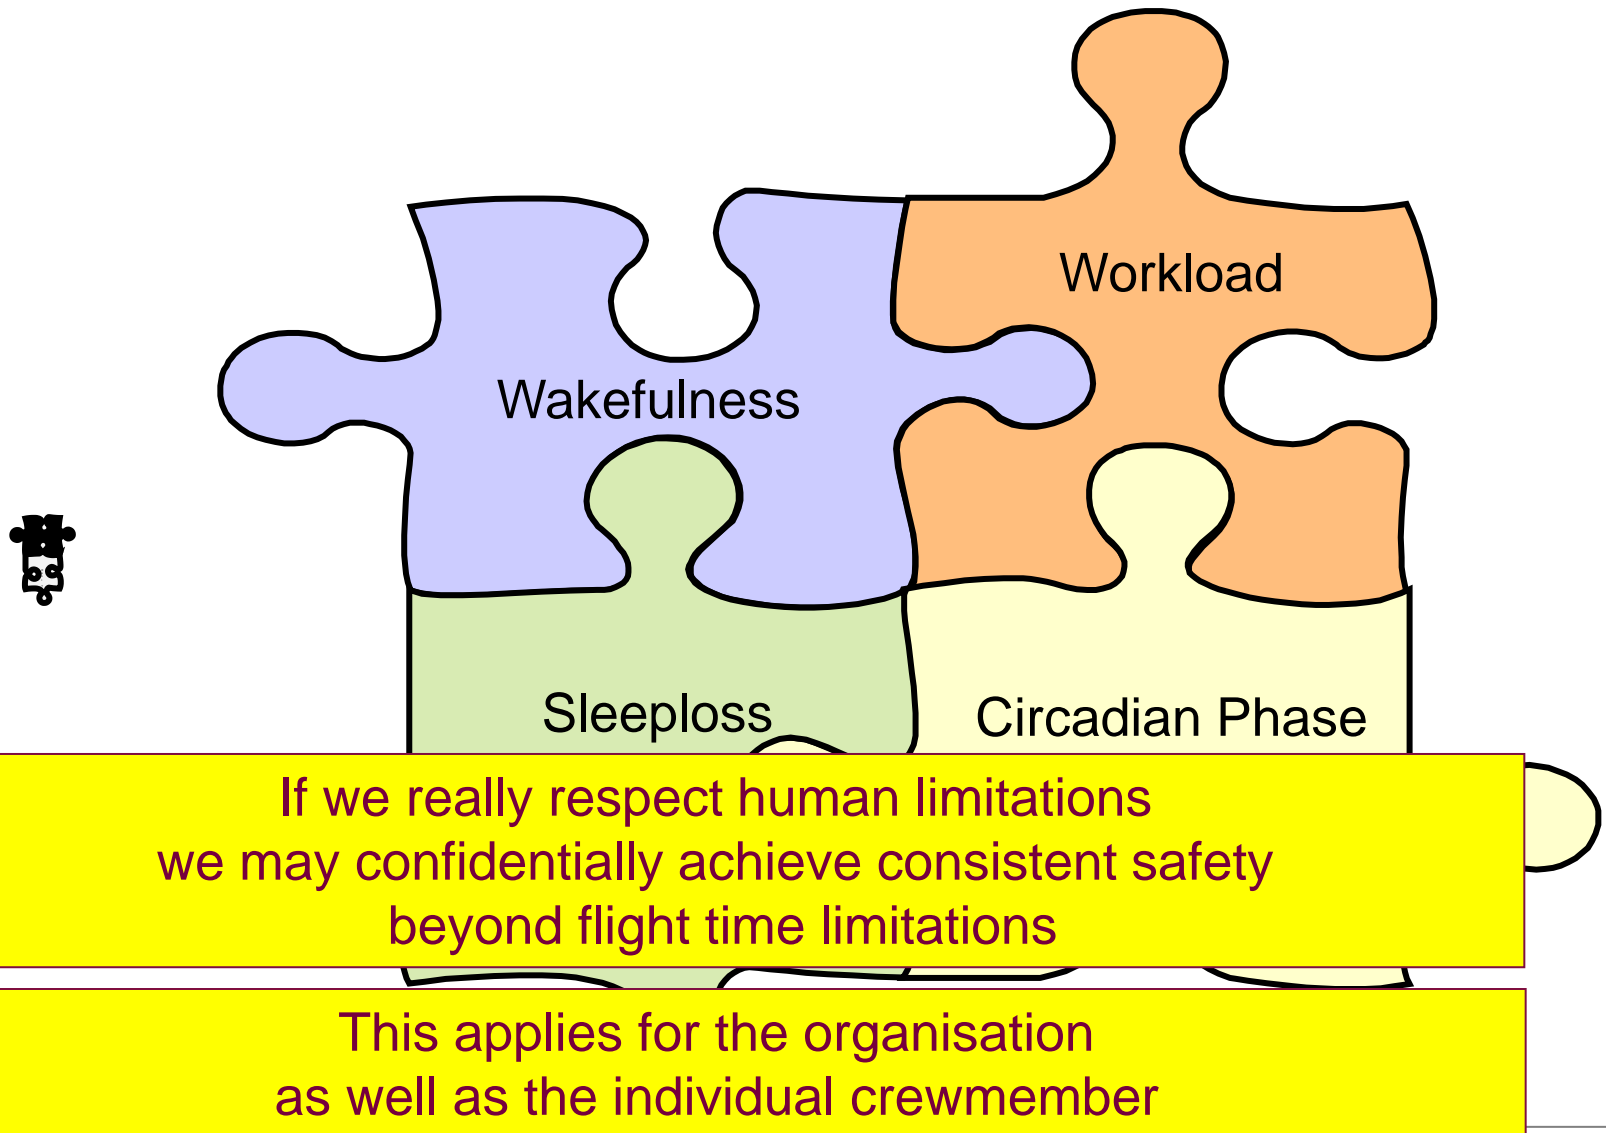 Workload
Wakefulness
Sleeploss
Circadian Phase
If we really respect human limitations
we may confidentially achieve consistent safety
beyond flight time limitations
This applies for the organisation
as well as the individual crewmember